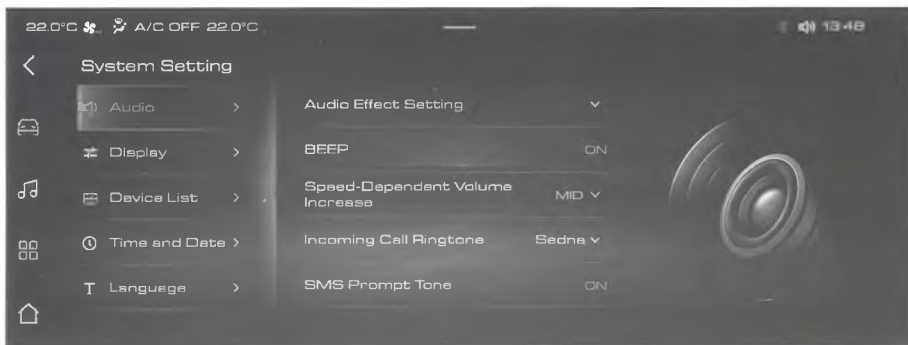 22.0°C A/C OFF 22.0°C 13:48
System Setting
Audio
Display
Device List
Time and Date
T Language
Audio Effect Setting
BEEP ON
Speed-Dependent Volume
Increase MID
Incoming Call Ringtone Sedna
SMS Prompt Tone ON